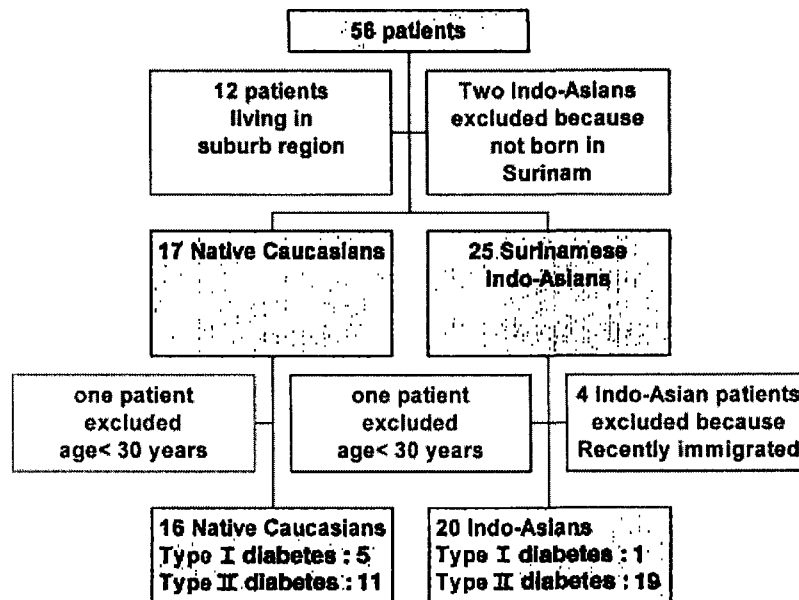 56 patients
12 patients
living in
suburb region
Two Indo-Asians
excluded because
not born in
Surinam
17 Native Caucasians
25 Surinamese
Indo-Asians
one patient
excluded
age< 30 years
one patient
excluded
age< 30 years
4 Indo-Asian patients
excluded because
Recently immigrated
16 Native Caucasians
Type I diabetes : 5
Type II diabetes : 11
20 Indo-Asians
Type I diabetes : 1
Type II diabetes : 19